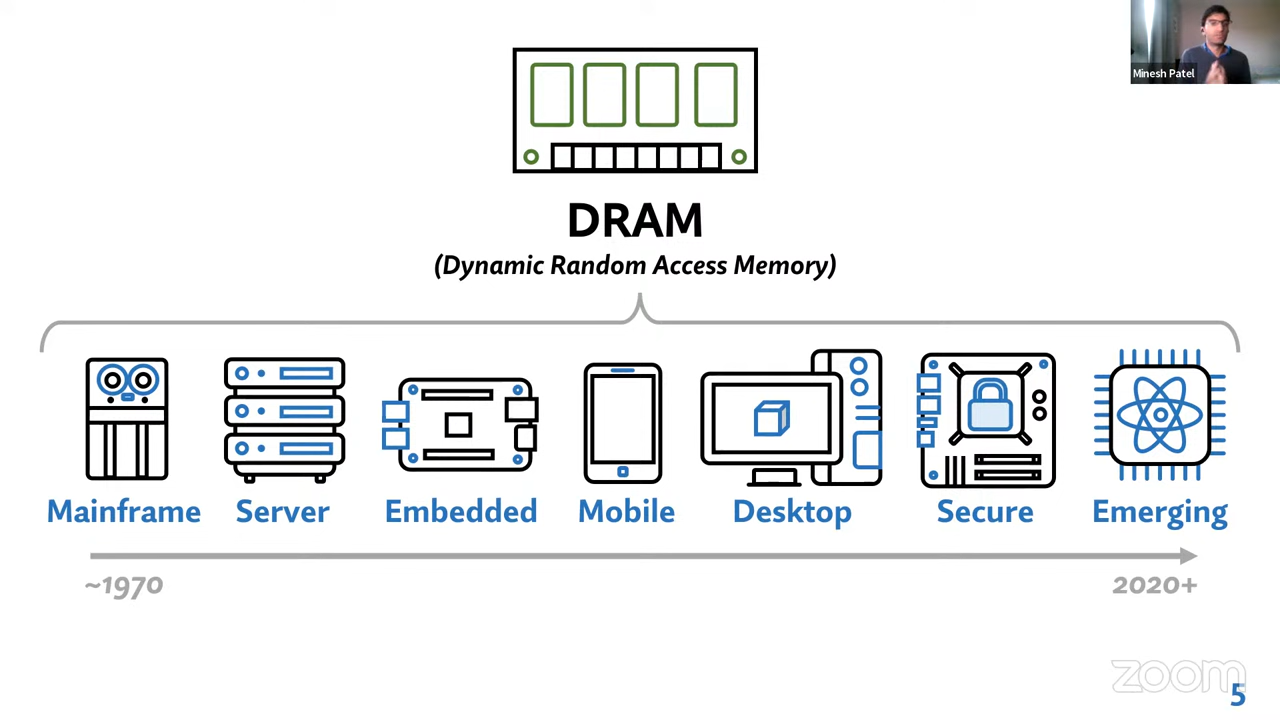 Minesh Patel
DRAM
(Dynamic Random Access Memory)
Mainframe Server Embedded Mobile Desktop Secure Emerging
~1970 2020+
zoom
5